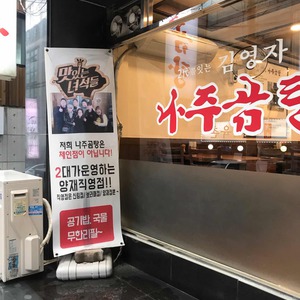 맛있는
녀석들
저희 나주곰탕은
체인점이 아닙니다!
2대가운영하는
양재직영점!!
공기밥, 국물
무한리필~
김영자
나주곰탕